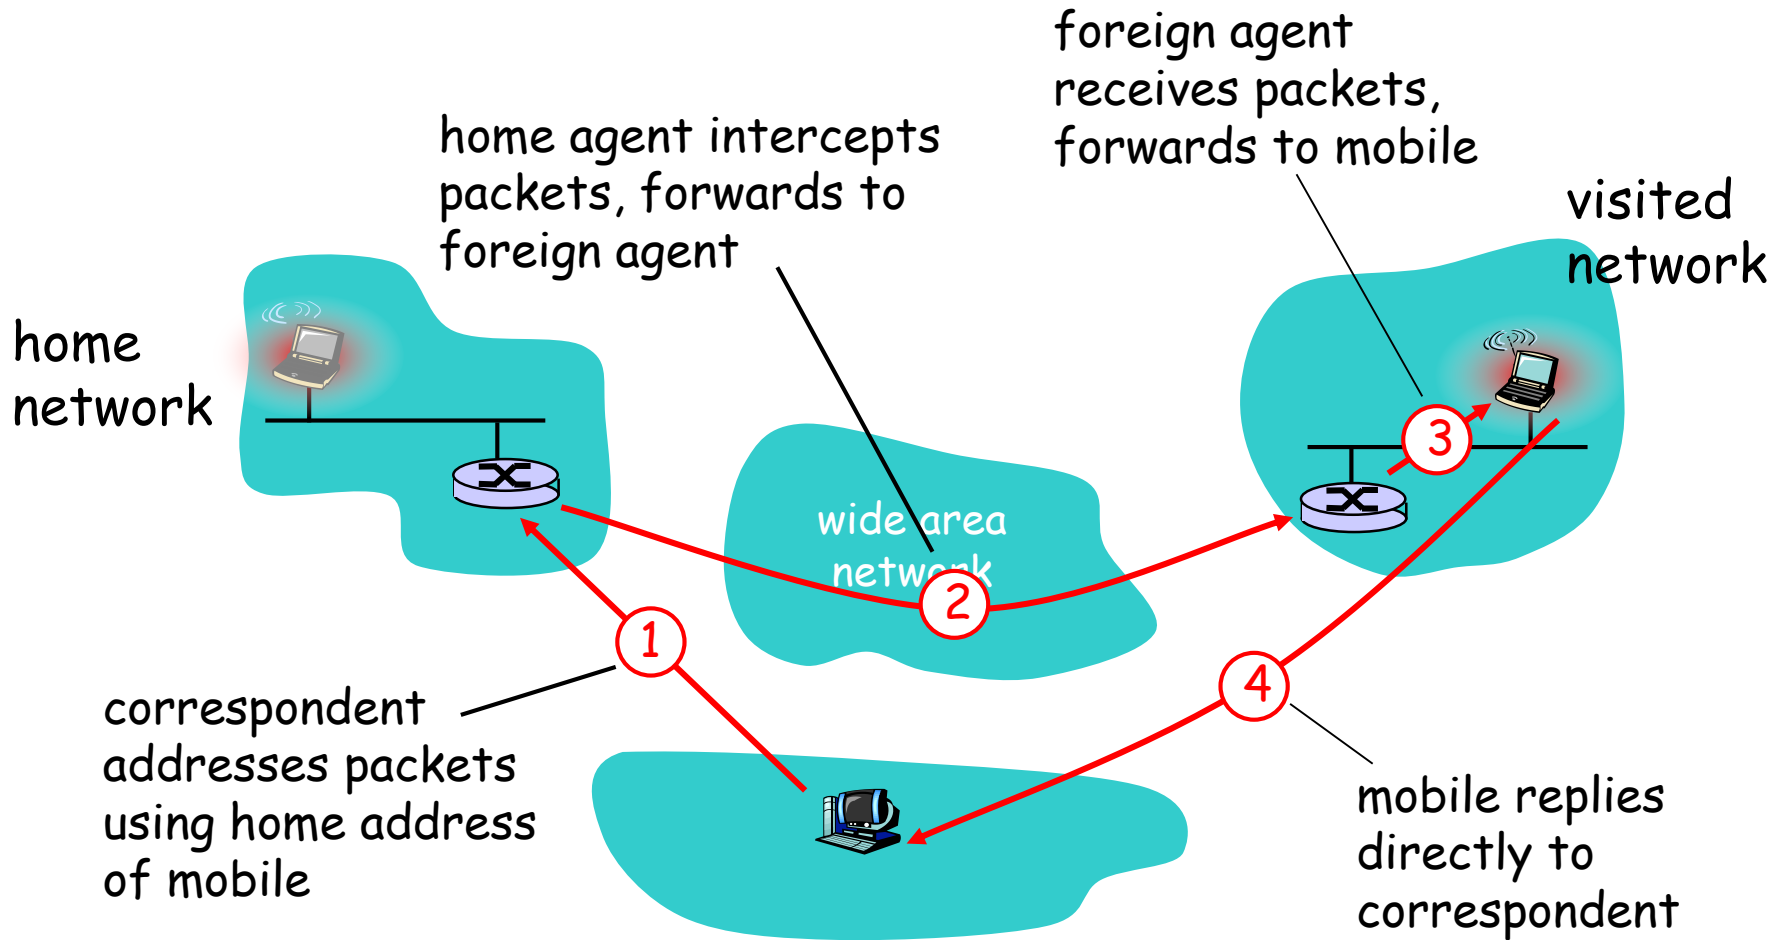 foreign agent
receives packets,
forwards to mobile
home agent intercepts
packets, forwards to
foreign agent
visited
network
home
network
wide area
network
3
2
1
4
correspondent
addresses packets
using home address
of mobile
mobile replies
directly to
correspondent